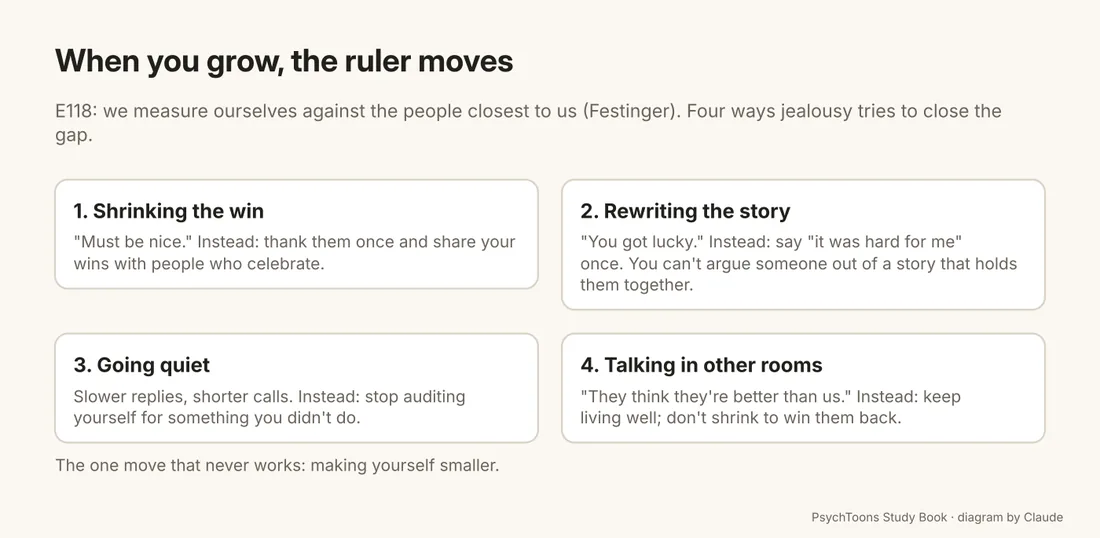 When you grow, the ruler moves
E118: we measure ourselves against the people closest to us (Festinger). Four ways jealousy tries to close the
gap.
1. Shrinking the win
"Must be nice." Instead: thank them once and share your
wins with people who celebrate.
2. Rewriting the story
"You got lucky." Instead: say "it was hard for me"
once. You can't argue someone out of a story that holds
them together.
3. Going quiet
Slower replies, shorter calls. Instead: stop auditing
yourself for something you didn't do.
4. Talking in other rooms
"They think they're better than us." Instead: keep
living well; don't shrink to win them back.
The one move that never works: making yourself smaller.
PsychToons Study Book · diagram by Claude